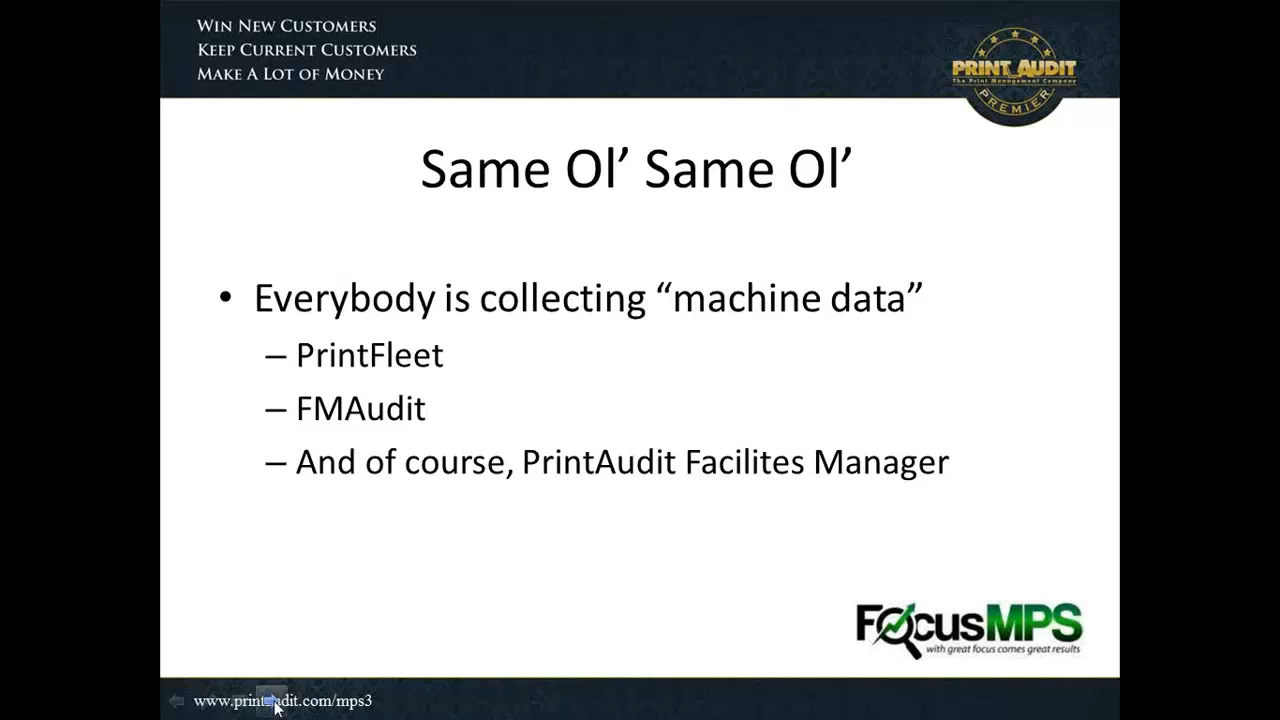 WIN NEW CUSTOMERS
KEEP CURRENT CUSTOMERS
MAKE A LOT OF MONEY
PRINT AUDIT
The Print Management Company
PREMIER
Same Ol’ Same Ol’
• Everybody is collecting “machine data”
– PrintFleet
– FMAudit
– And of course, PrintAudit Facilites Manager
FocusMPS
with great focus comes great results
www.printaudit.com/mps3